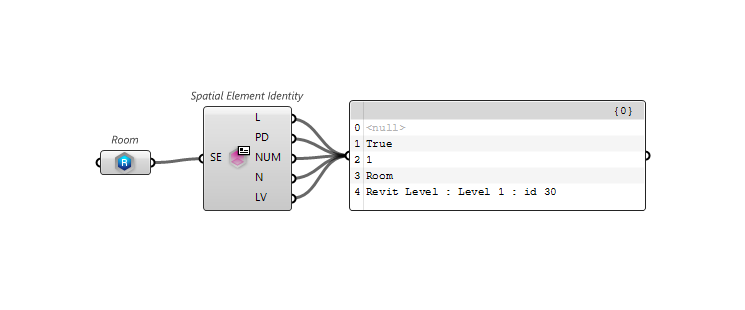 Spatial Element Identity
Room
R
SE
L
PD
NUM
N
LV
{0}
0 <null>
1 True
2 1
3 Room
4 Revit Level : Level 1 : id 30